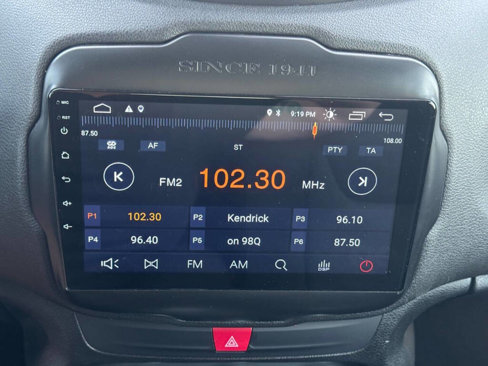 SINCE 1941
MIC
RST
9:19 PM
87.50
108.00
AF ST PTY TA
FM2 102.30 MHz
P1 102.30 P2 Kendrick P3 96.10
P4 96.40 P5 on 98Q P6 87.50
FM AM DSP